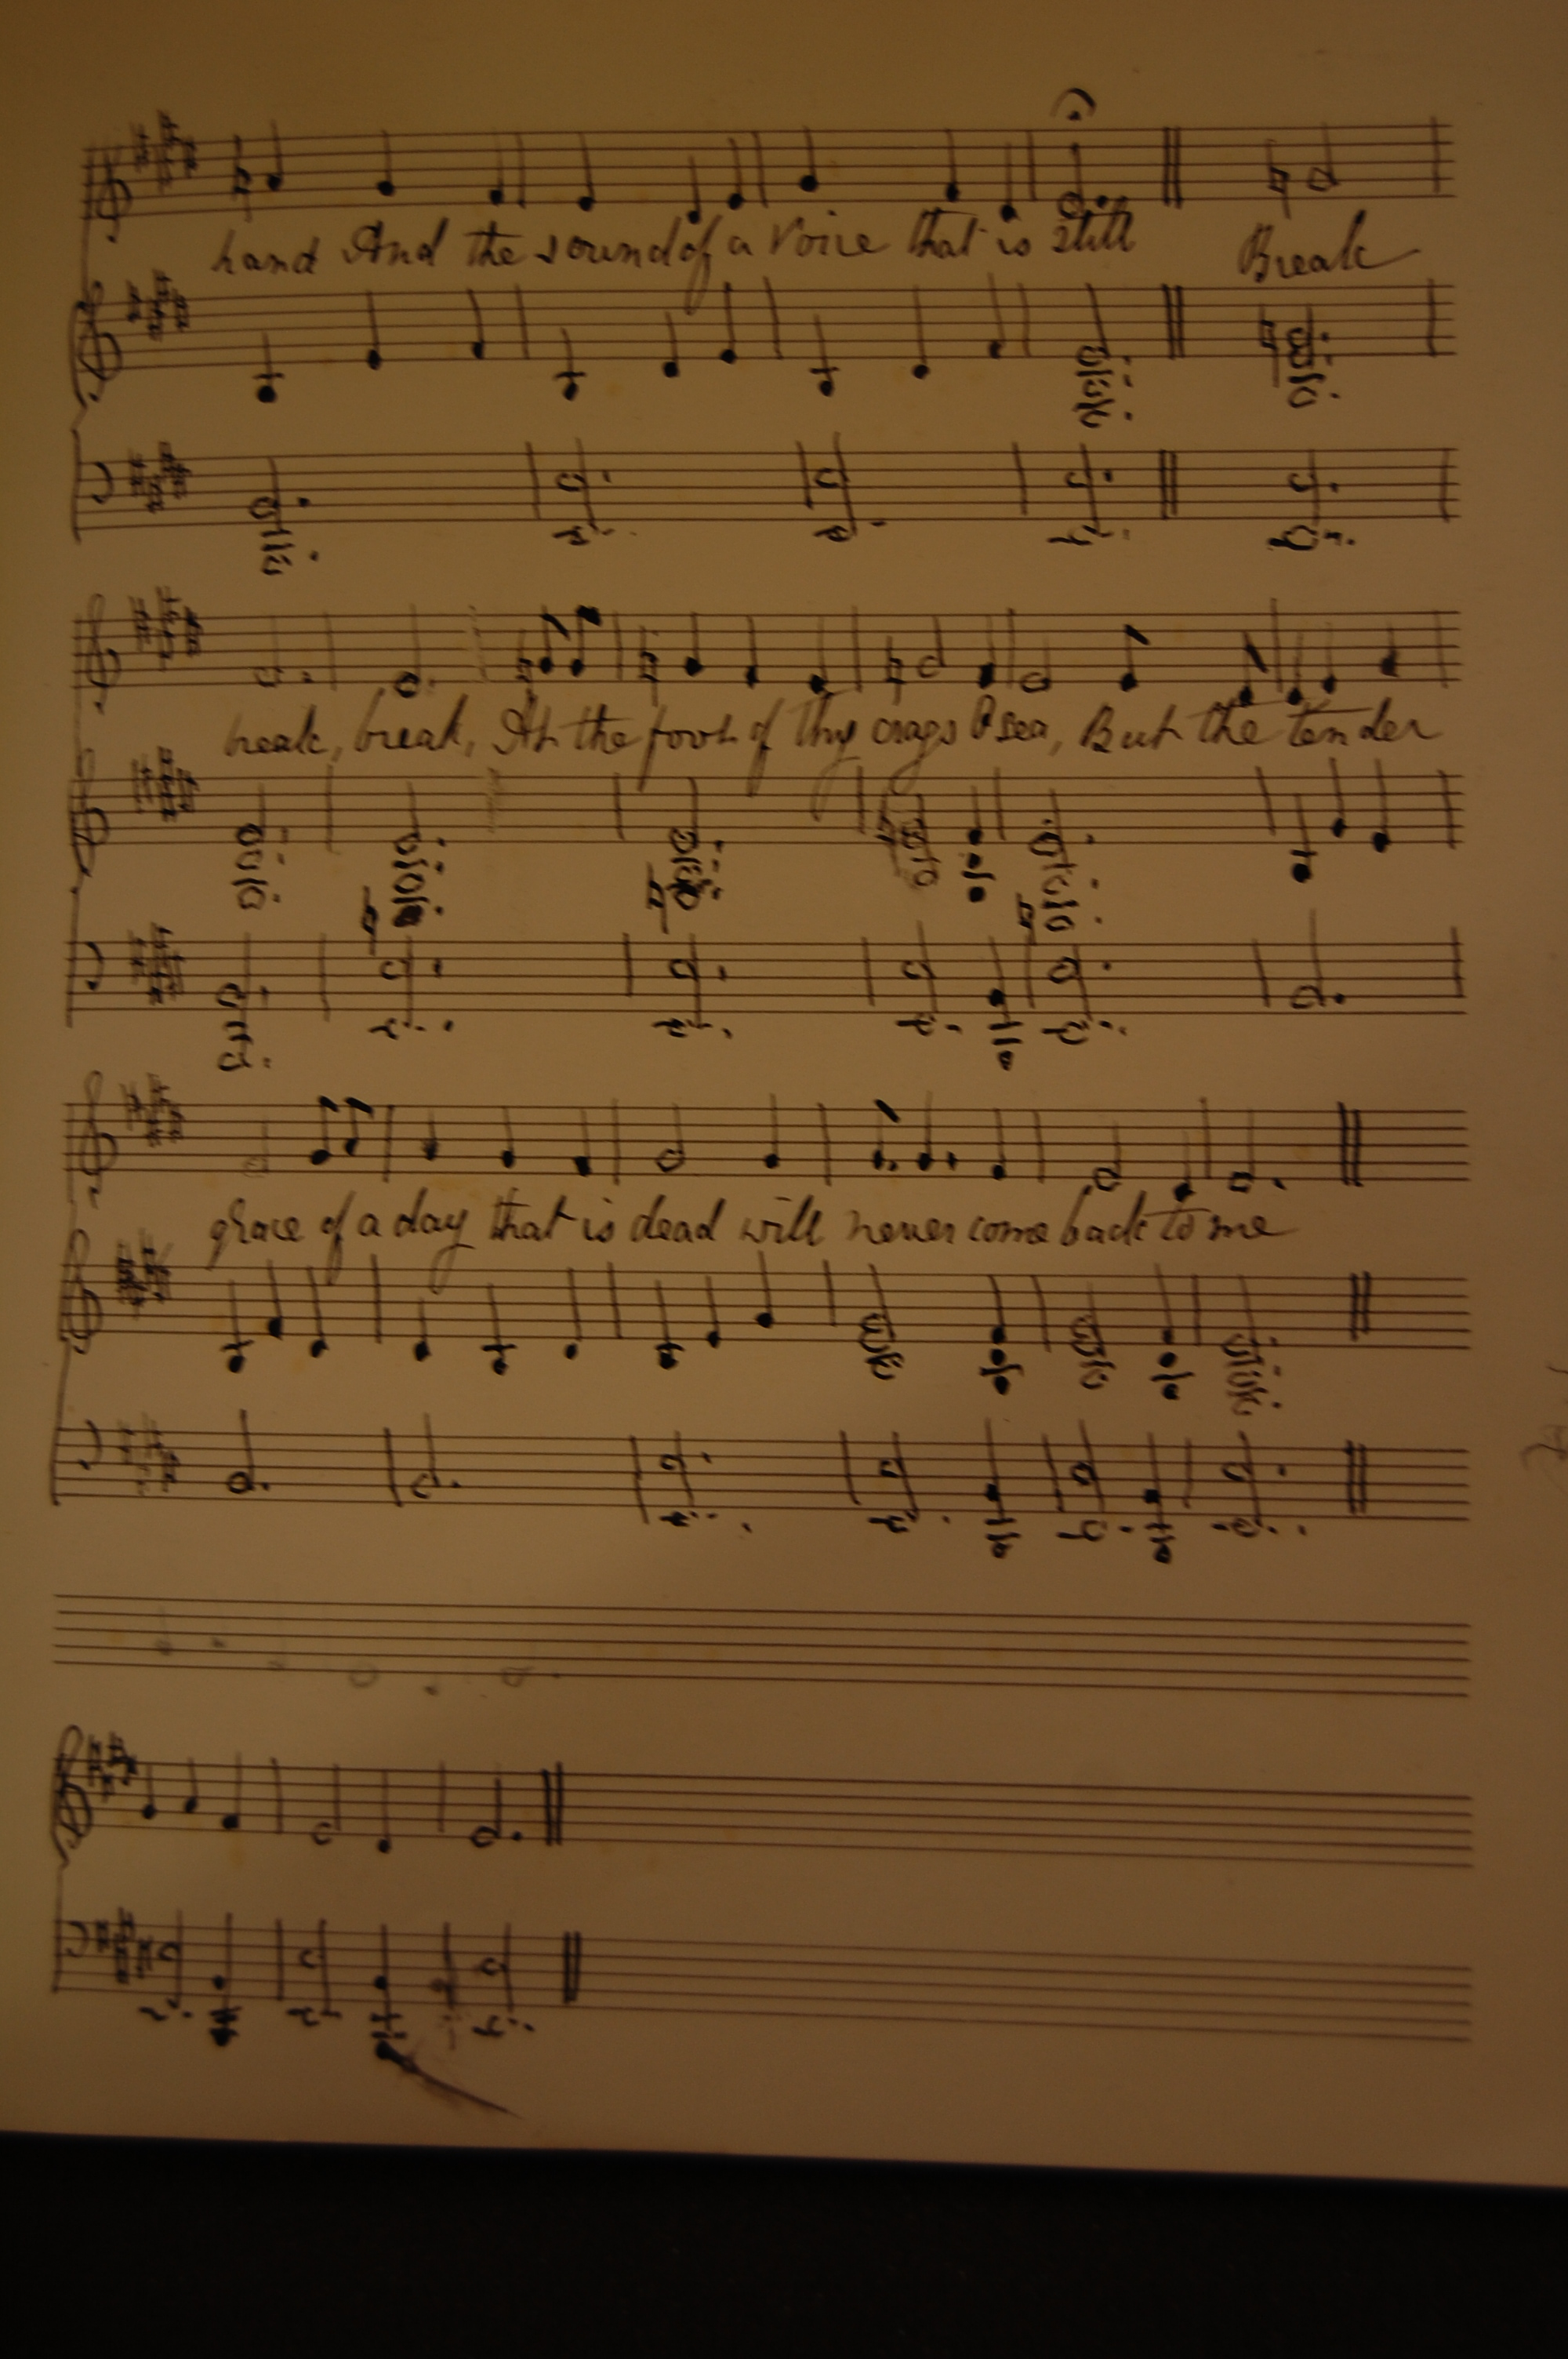 hand And the sound of a Voice that is still Break
break, break, At the foot of thy crags O sea, But the tender
grace of a day that is dead will never come back to me